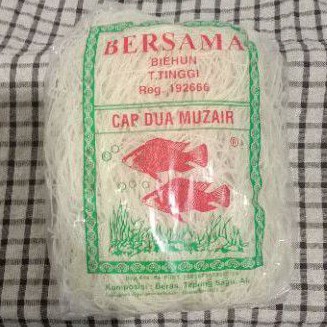 BERSAMA
BIEHUN
T.TINGGI
Reg. 192666
CAP DUA MUZAIR
®
Komposisi : Beras, Tepung Sagu, Air